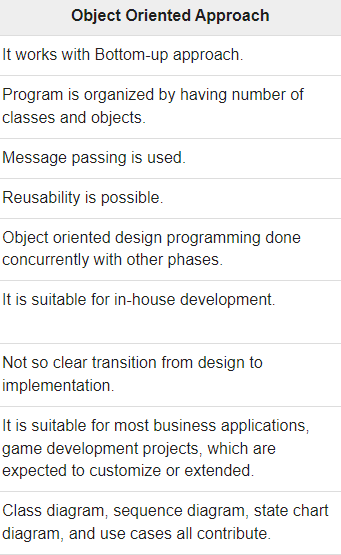 Object Oriented Approach
It works with Bottom-up approach.
Program is organized by having number of
classes and objects.
Message passing is used.
Reusability is possible.
Object oriented design programming done
concurrently with other phases.
It is suitable for in-house development.
Not so clear transition from design to
implementation.
It is suitable for most business applications,
game development projects, which are
expected to customize or extended.
Class diagram, sequence diagram, state chart
diagram, and use cases all contribute.